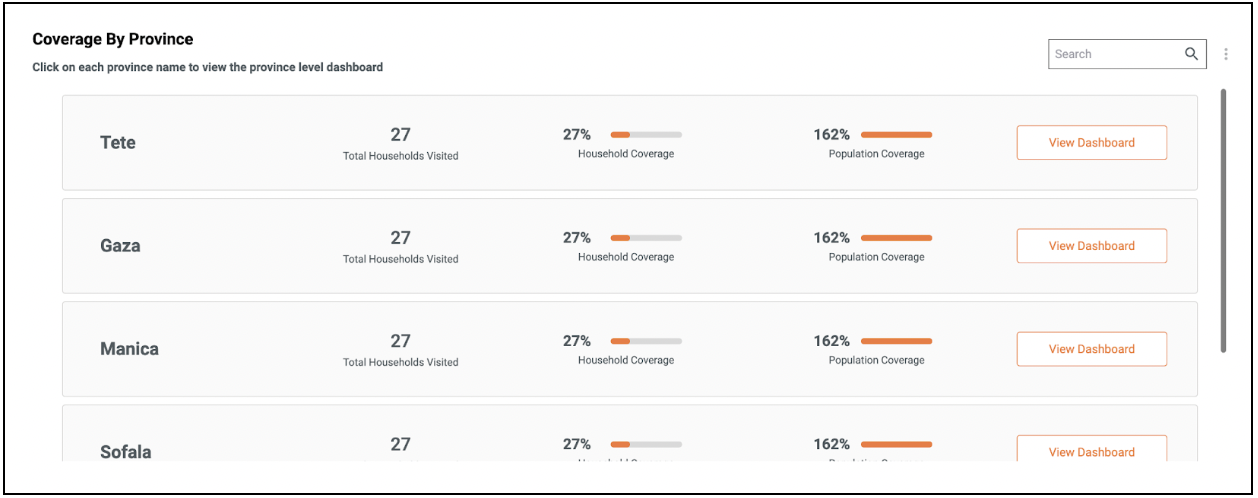 Coverage By Province
Click on each province name to view the province level dashboard
Search
Tete
27
Total Households Visited
27%
Household Coverage
162%
Population Coverage
View Dashboard
Gaza
27
Total Households Visited
27%
Household Coverage
162%
Population Coverage
View Dashboard
Manica
27
Total Households Visited
27%
Household Coverage
162%
Population Coverage
View Dashboard
Sofala
27
27%
162%
View Dashboard